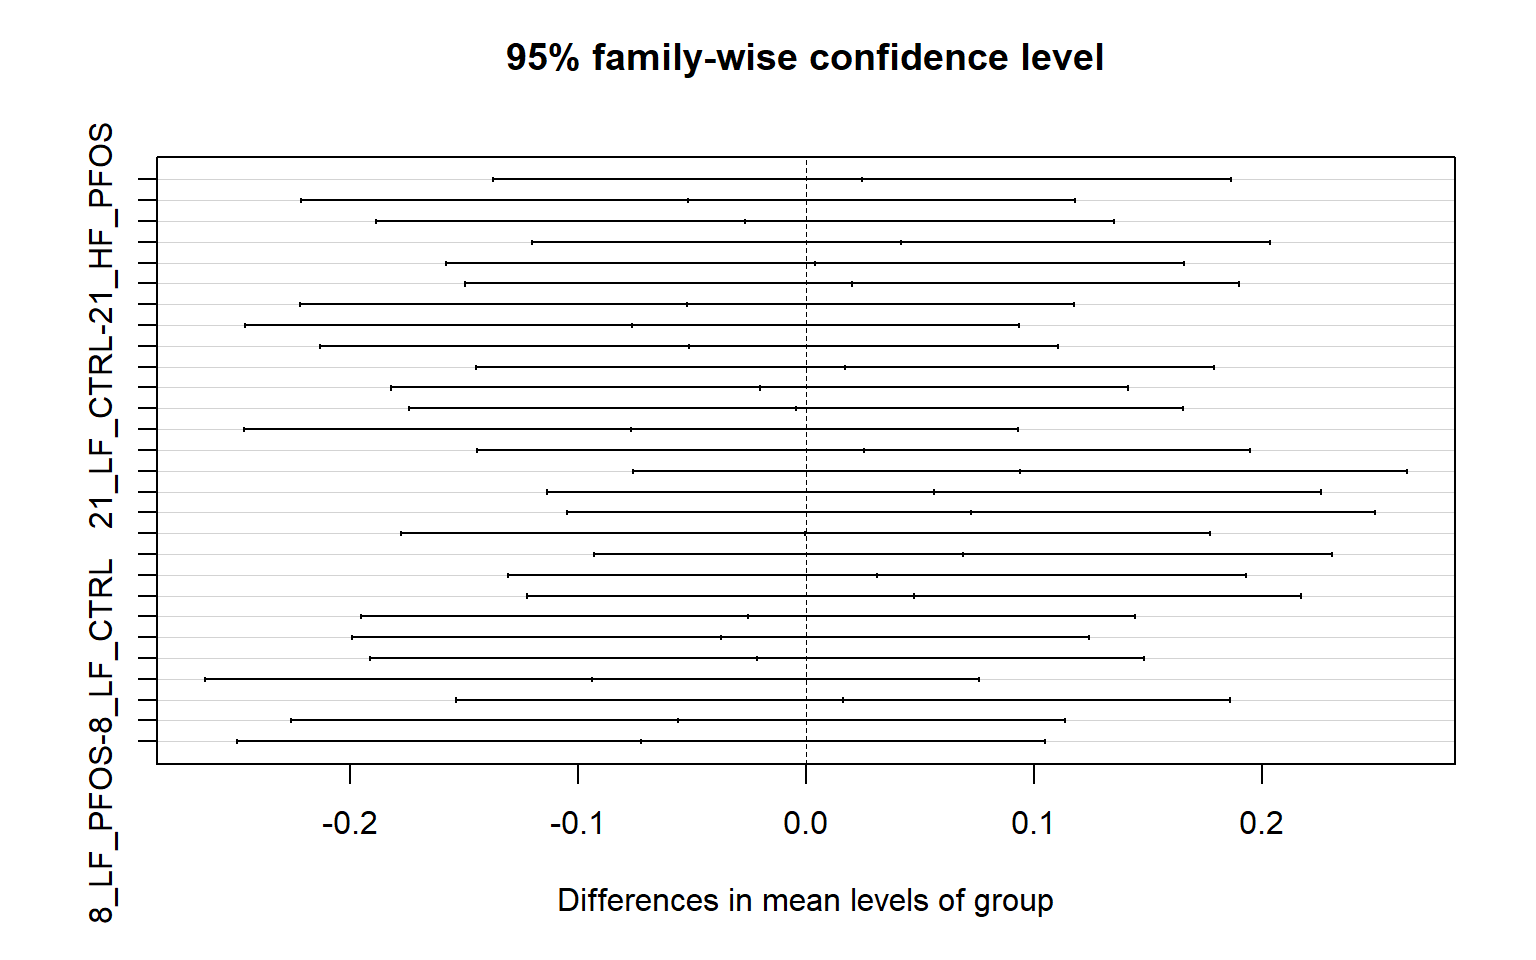 95% family-wise confidence level
21_LF_CTRL-21_HF_PFOS
8_LF_PFOS-8_LF_CTRL
-0.2 -0.1 0.0 0.1 0.2
Differences in mean levels of group